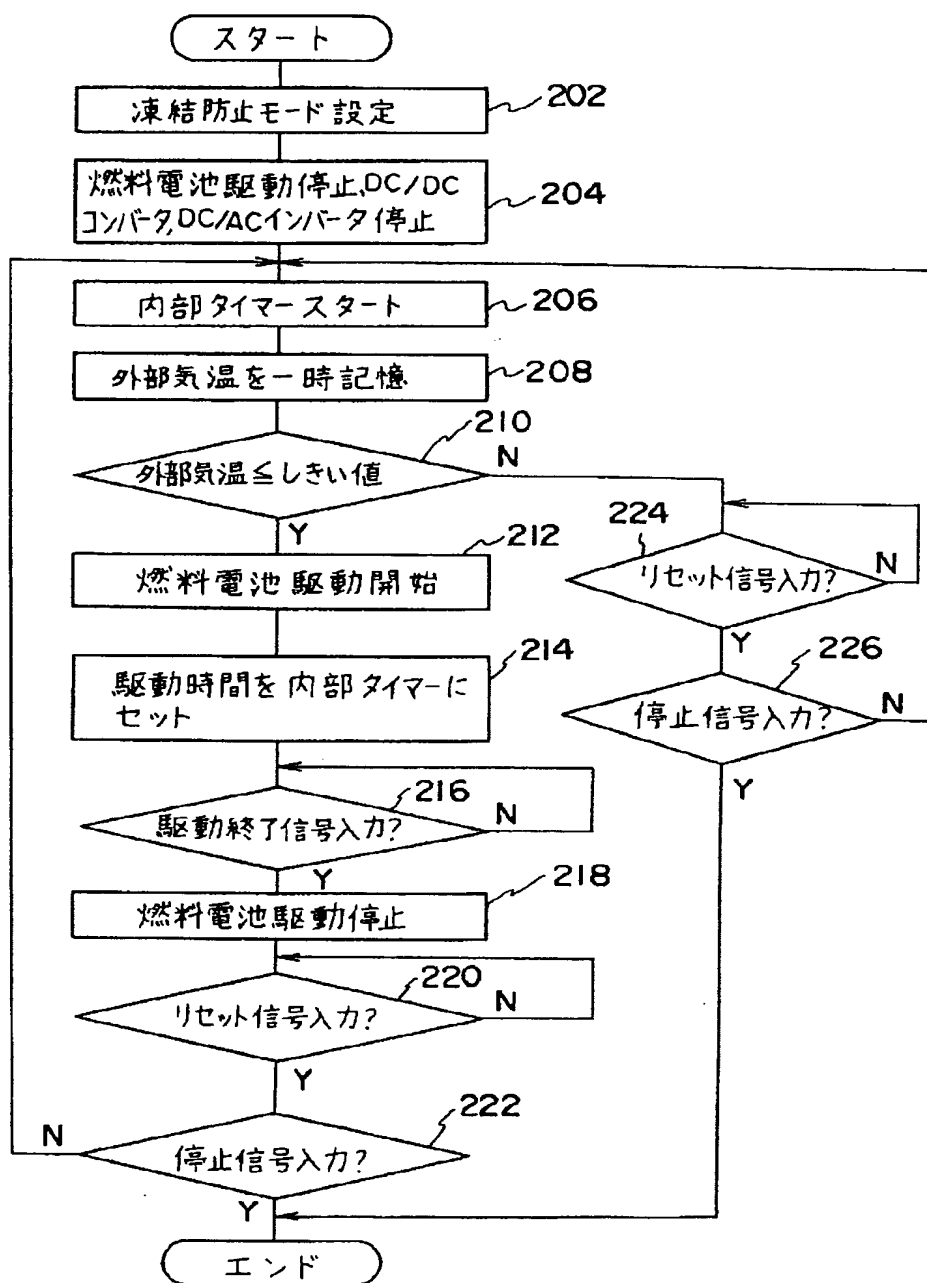 スタート
凍結防止モード設定
202
燃料電池駆動停止、DC/DC
コンバータ,DC/ACインバータ停止
204
内部タイマースタート
206
外部気温を一時記憶
208
210
外部気温≦しきい値
N
Y
212
燃料電池駆動開始
224
リセット信号入力?
N
Y
214
駆動時間を内部タイマーに
セット
226
停止信号入力?
N
Y
216
駆動終了信号入力?
N
Y
218
燃料電池駆動停止
220
リセット信号入力?
N
Y
222
停止信号入力?
N
Y
エンド